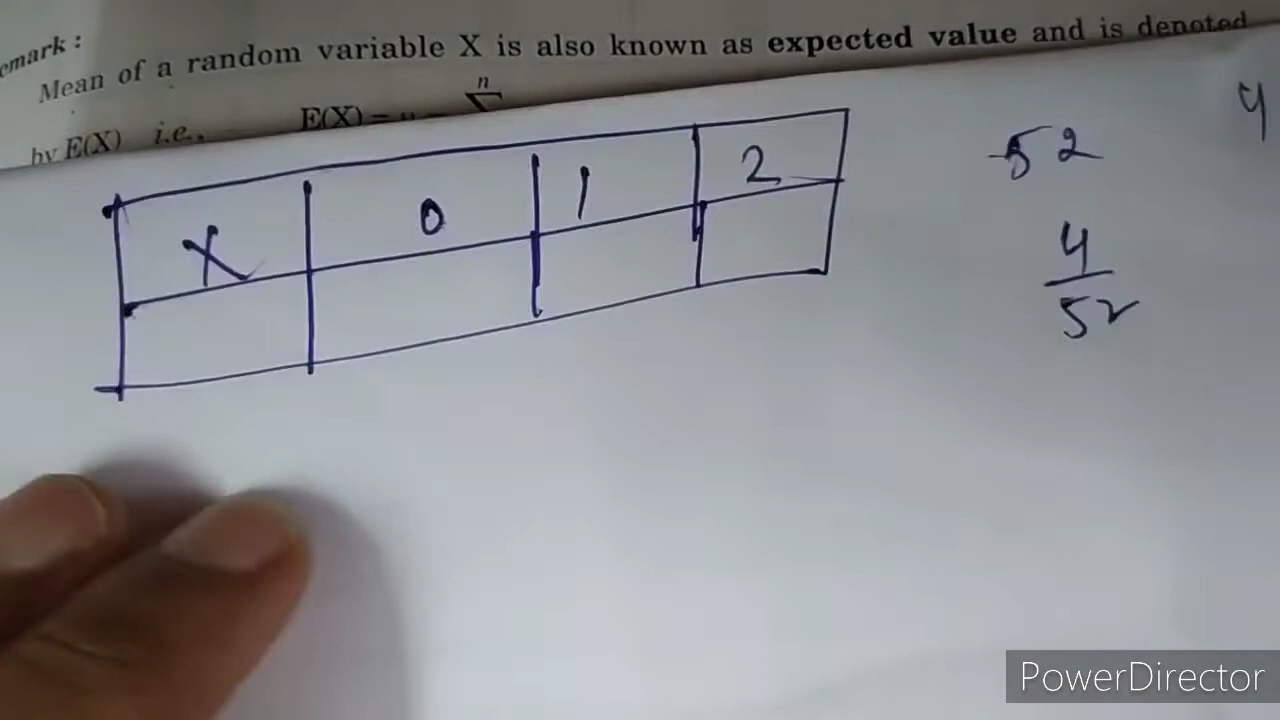 emark :
Mean of a random variable X is also known as expected value and is denoted
by E(X) i.e., E(X) = μ = n Σ
X 0 1 2
52
4
4
52
PowerDirector